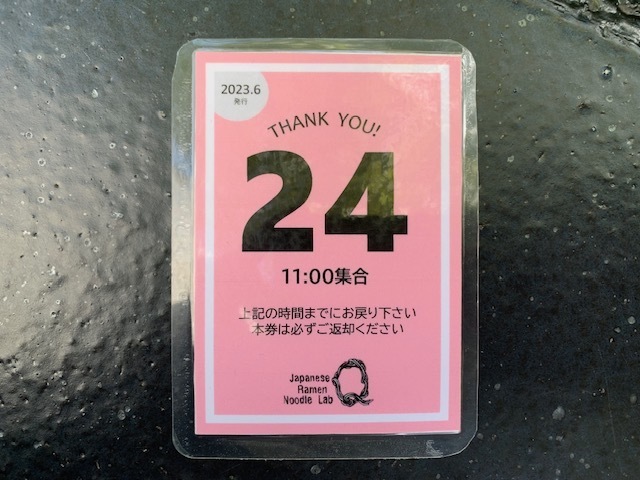 2023.6
発行
THANK YOU!
24
11:00集合
上記の時間までにお戻り下さい
本券は必ずご返却ください
Japanese
Ramen
Noodle Lab
Q